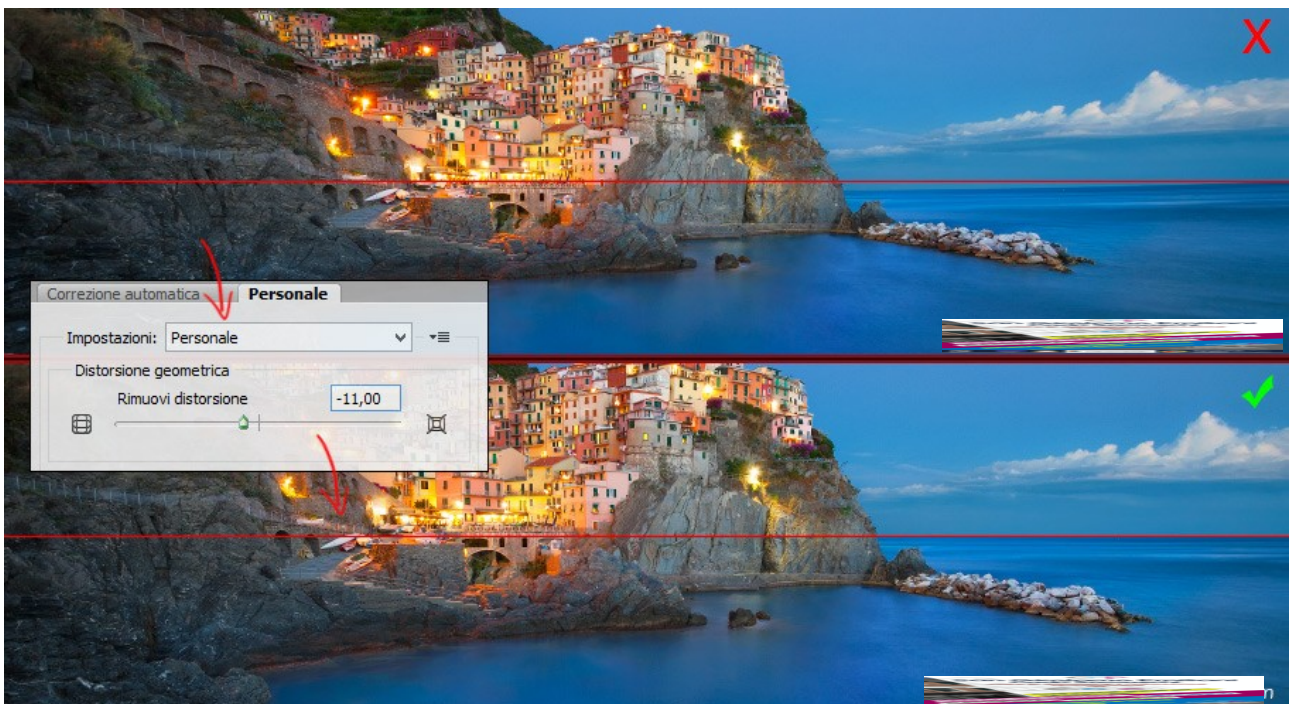 X
Correzione automatica
Personale
Impostazioni: Personale
Distorsione geometrica
Rimuovi distorsione -11,00